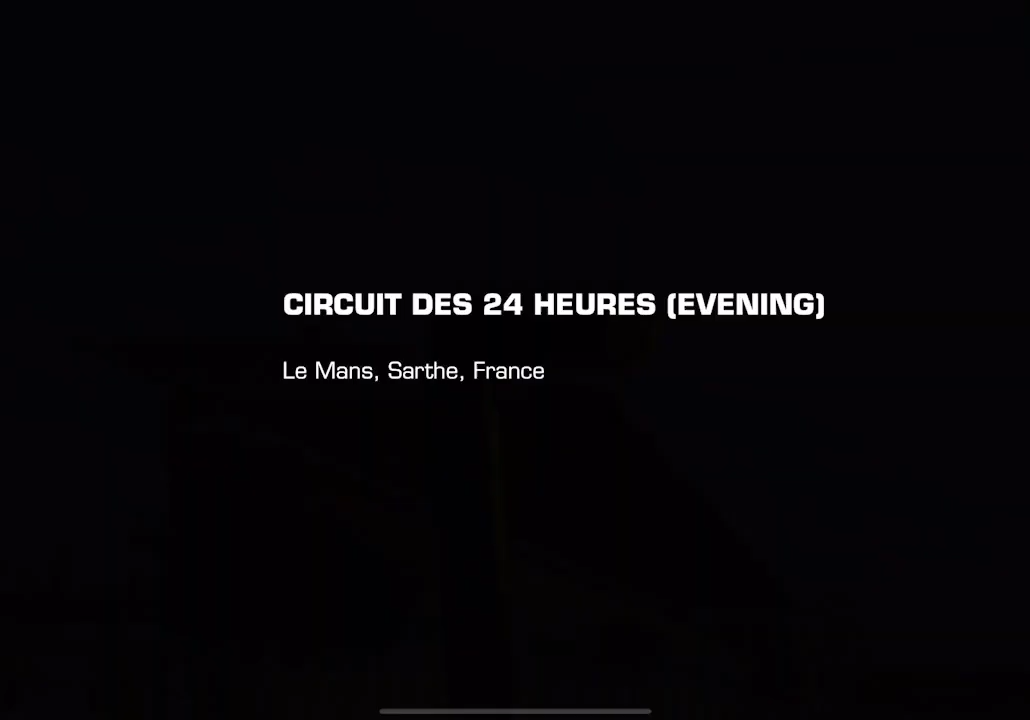 CIRCUIT DES 24 HEURES (EVENING)
Le Mans, Sarthe, France